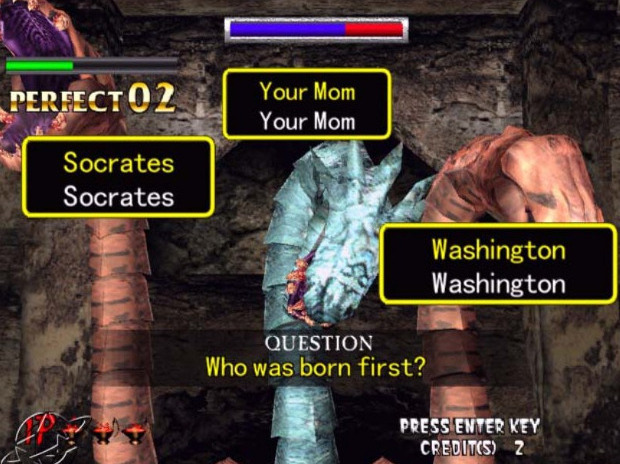 PERFECT 02
Your Mom
Your Mom
Socrates
Socrates
Washington
Washington
QUESTION
Who was born first?
1P
PRESS ENTER KEY
CREDIT(S) 2